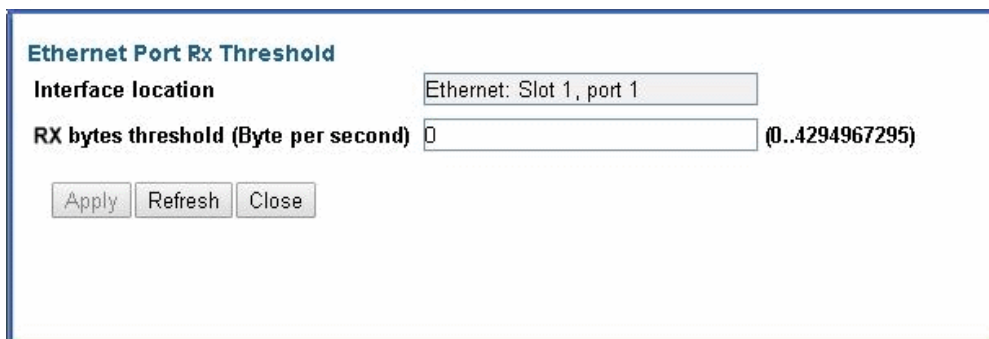 Ethernet Port Rx Threshold
Interface location Ethernet: Slot 1, port 1
RX bytes threshold (Byte per second) 0 (0..4294967295)
Apply Refresh Close